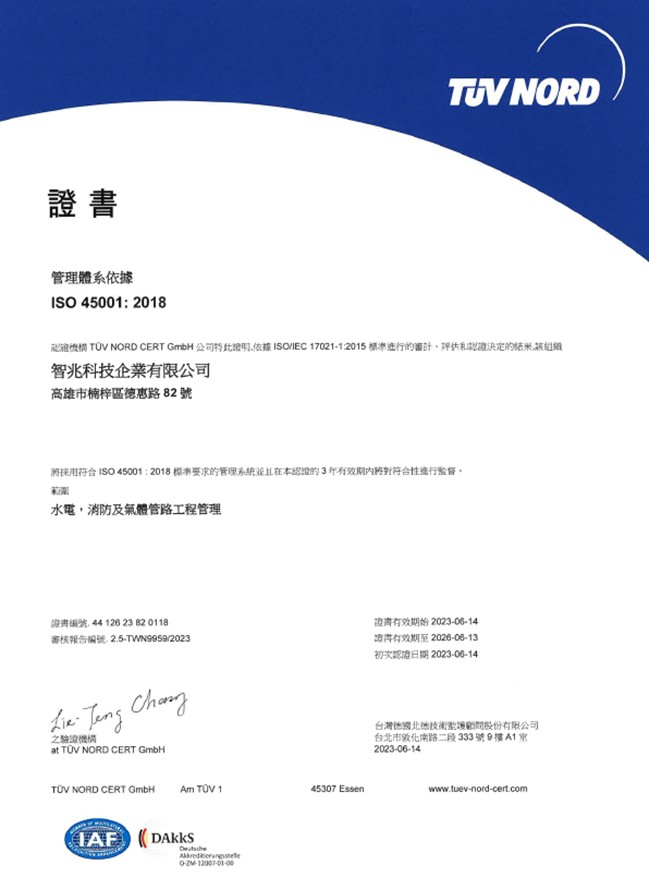 TÜV NORD
證書
管理體系依據
ISO 45001: 2018
認證機構 TÜV NORD CERT GmbH 公司特此證明,依據 ISO/IEC 17021-1:2015 標準進行的審計、評估和認證決定的結果,該組織
智兆科技企業有限公司
高雄市楠梓區德惠路 82 號
將採用符合 ISO 45001 : 2018 標準要求的管理系統並且在本認證的 3 年有效期內將對符合性進行監督。
範圍
水電，消防及氣體管路工程管理
證書編號. 44 126 23 82 0118
審核報告編號. 2.5-TWN9959/2023
證書有效期始 2023-06-14
證書有效期至 2026-06-13
初次認證日期 2023-06-14
Lie-Teng Chang
之驗證機構
at TÜV NORD CERT GmbH
台灣德國北德技術監護顧問股份有限公司
台北市敦化南路二段 333 號 9 樓 A1 室
2023-06-14
TÜV NORD CERT GmbH Am TÜV 1 45307 Essen www.tuev-nord-cert.com
MEMBER OF MULTILATERAL
IAF
RECOGNITION ARRANGEMENT
DAkkS
Deutsche
Akkreditierungsstelle
D-ZM-12007-01-00